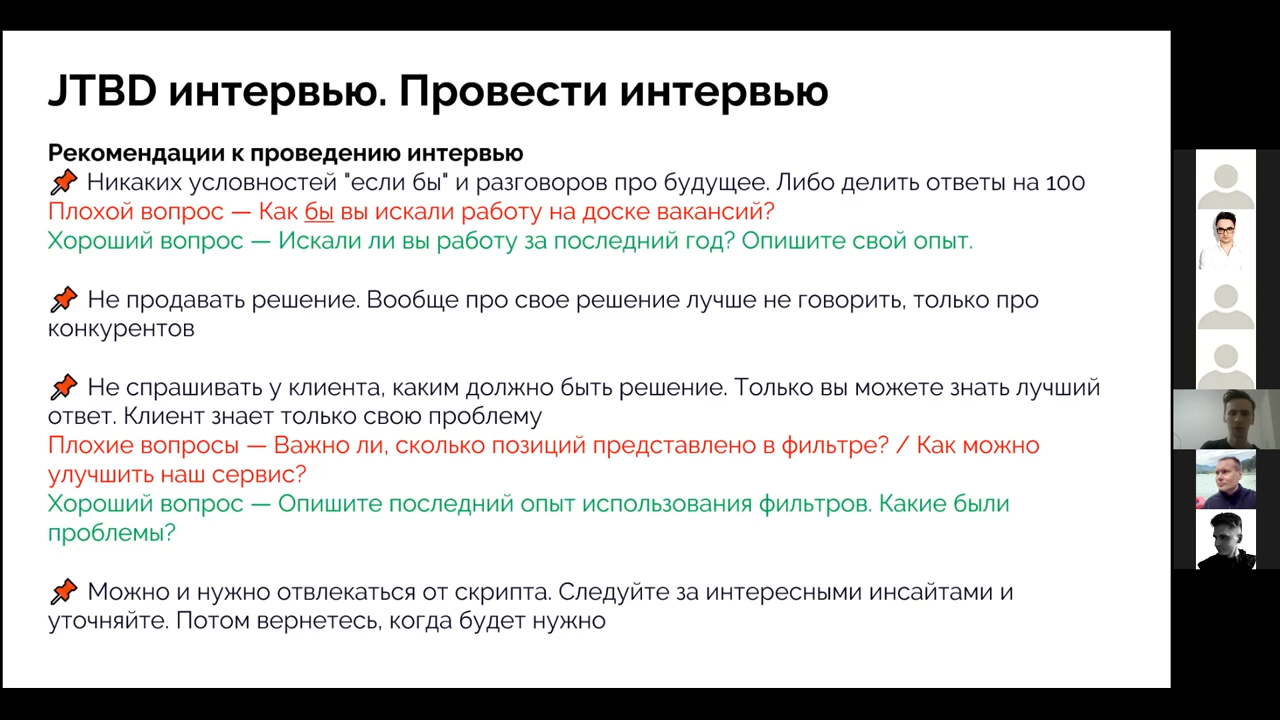 JTBD интервью. Провести интервью
Рекомендации к проведению интервью
📌 Никаких условностей "если бы" и разговоров про будущее. Либо делить ответы на 100
Плохой вопрос — Как бы вы искали работу на доске вакансий?
Хороший вопрос — Искали ли вы работу за последний год? Опишите свой опыт.
📌 Не продавать решение. Вообще про свое решение лучше не говорить, только про
конкурентов
📌 Не спрашивать у клиента, каким должно быть решение. Только вы можете знать лучший
ответ. Клиент знает только свою проблему
Плохие вопросы — Важно ли, сколько позиций представлено в фильтре? / Как можно
улучшить наш сервис?
Хороший вопрос — Опишите последний опыт использования фильтров. Какие были
проблемы?
📌 Можно и нужно отвлекаться от скрипта. Следуйте за интересными инсайтами и
уточняйте. Потом вернетесь, когда будет нужно